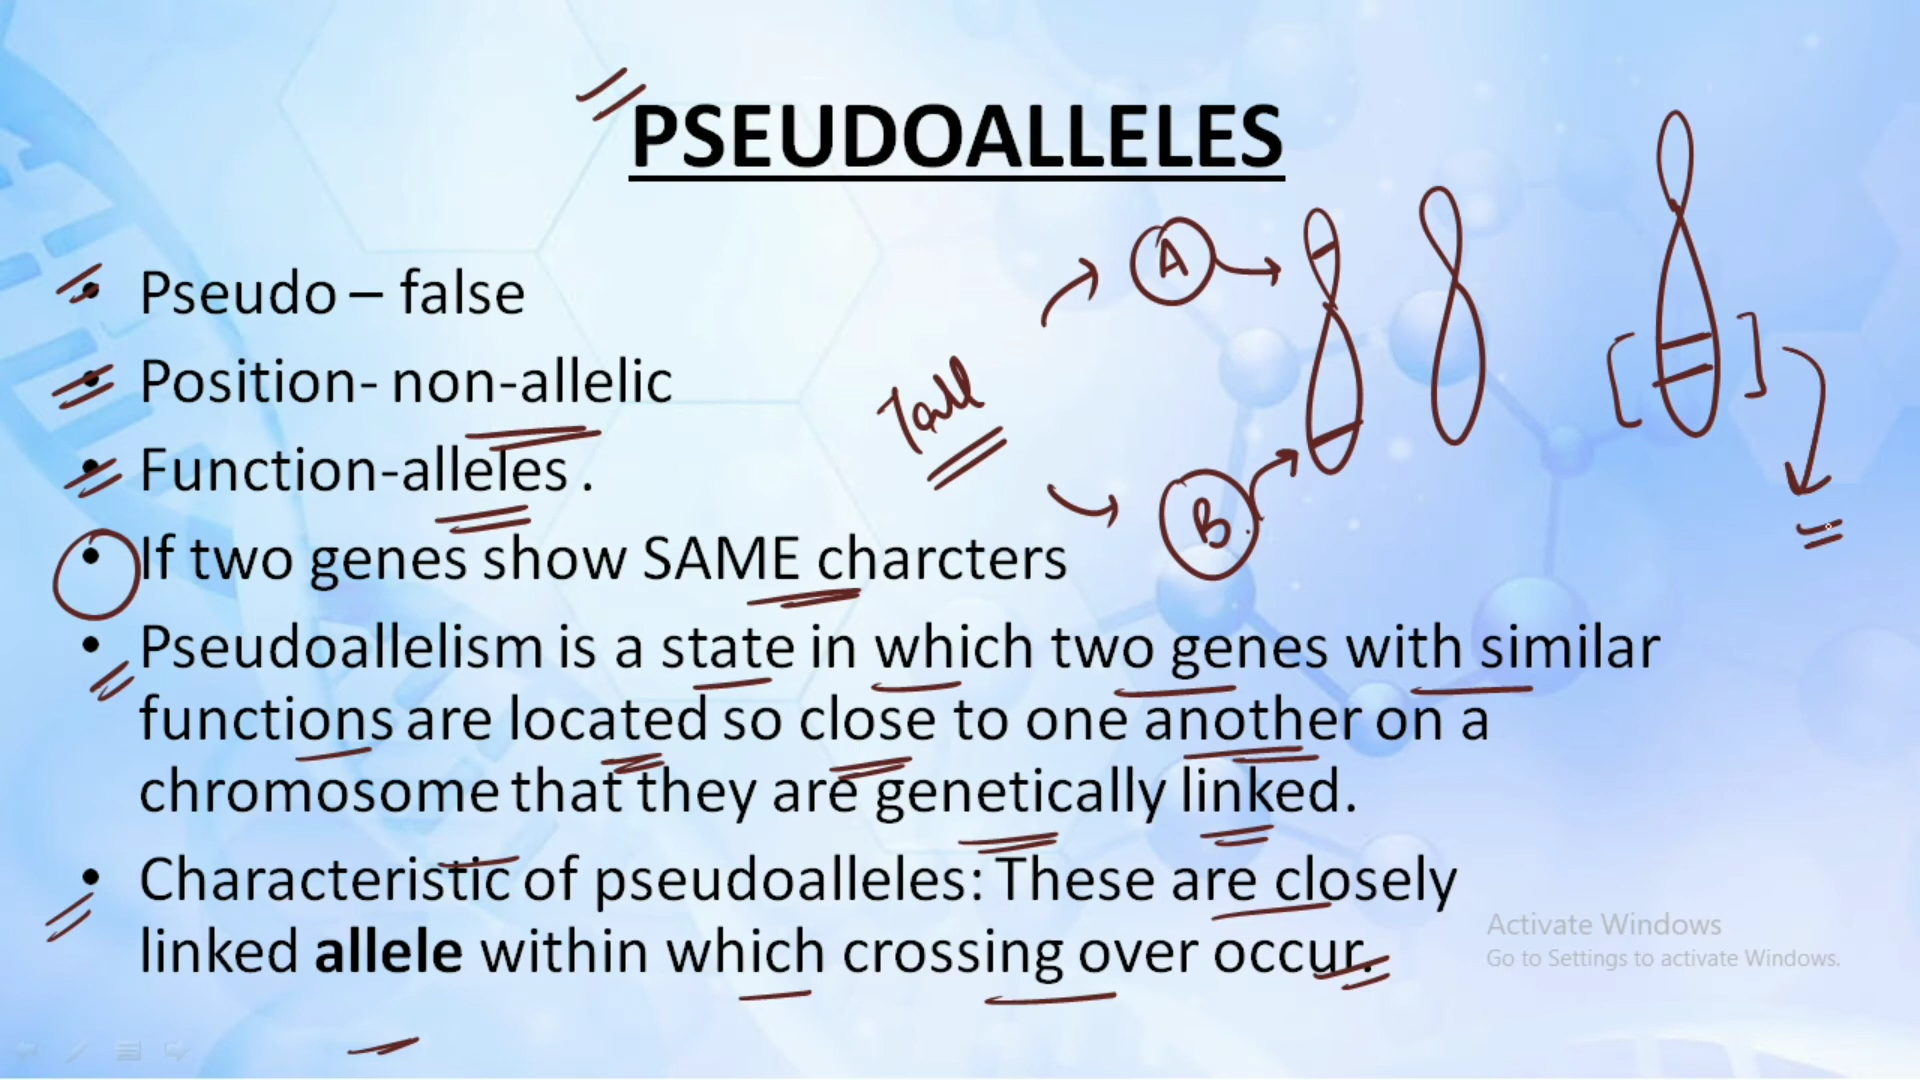 PSEUDOALLELES
• Pseudo – false
• Position- non-allelic
• Function-alleles .
• If two genes show SAME charcters
• Pseudoallelism is a state in which two genes with similar
functions are located so close to one another on a
chromosome that they are genetically linked.
• Characteristic of pseudoalleles: These are closely
linked allele within which crossing over occur.
Tall
A
B
[ ]
Activate Windows
Go to Settings to activate Windows.